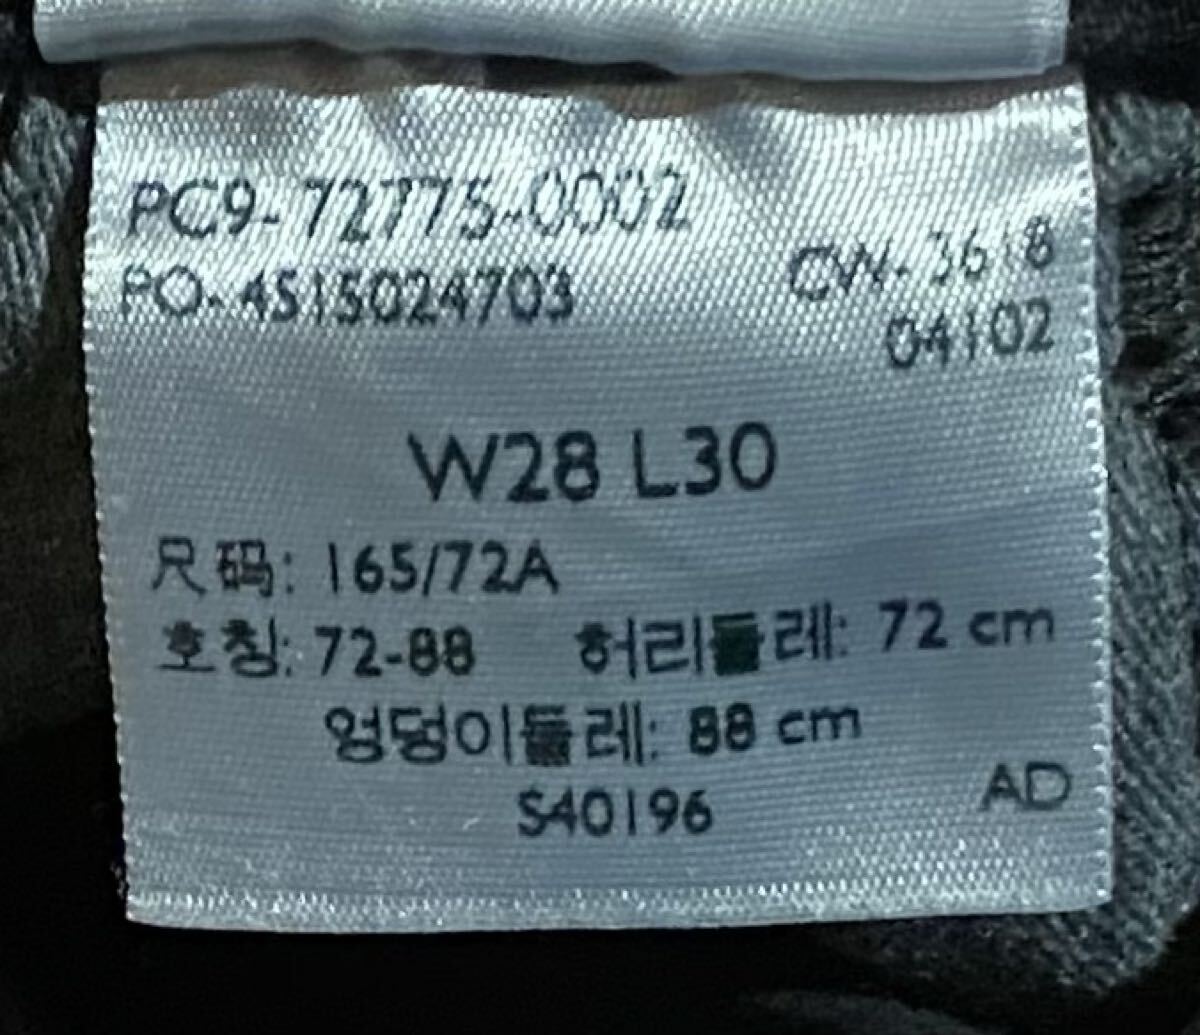 PC9-72775-0002
PO-4515024703
CW-3618
04102
W28 L30
尺码: 165/72A
호칭: 72-88 허리둘레: 72 cm
엉덩이둘레: 88 cm
S40196
AD